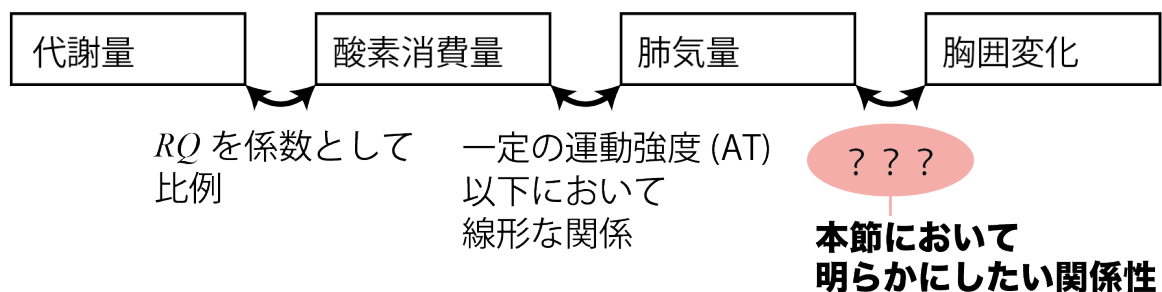 代謝量
酸素消費量
肺気量
胸囲変化
RQ を係数として
比例
一定の運動強度 (AT)
以下において
線形な関係
？？？
本節において
明らかにしたい関係性